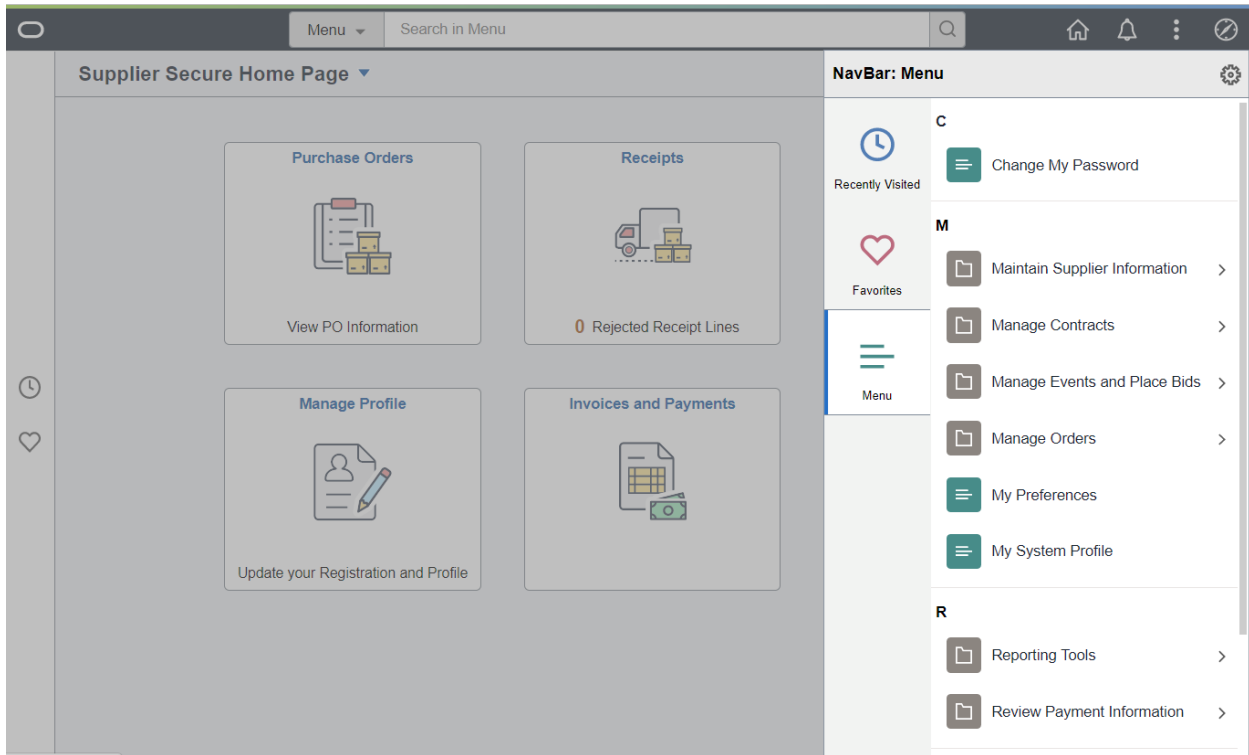 Menu
Search in Menu
Supplier Secure Home Page
Purchase Orders
View PO Information
Receipts
0 Rejected Receipt Lines
Manage Profile
Update your Registration and Profile
Invoices and Payments
NavBar: Menu
Recently Visited
Favorites
Menu
C
Change My Password
M
Maintain Supplier Information
Manage Contracts
Manage Events and Place Bids
Manage Orders
My Preferences
My System Profile
R
Reporting Tools
Review Payment Information